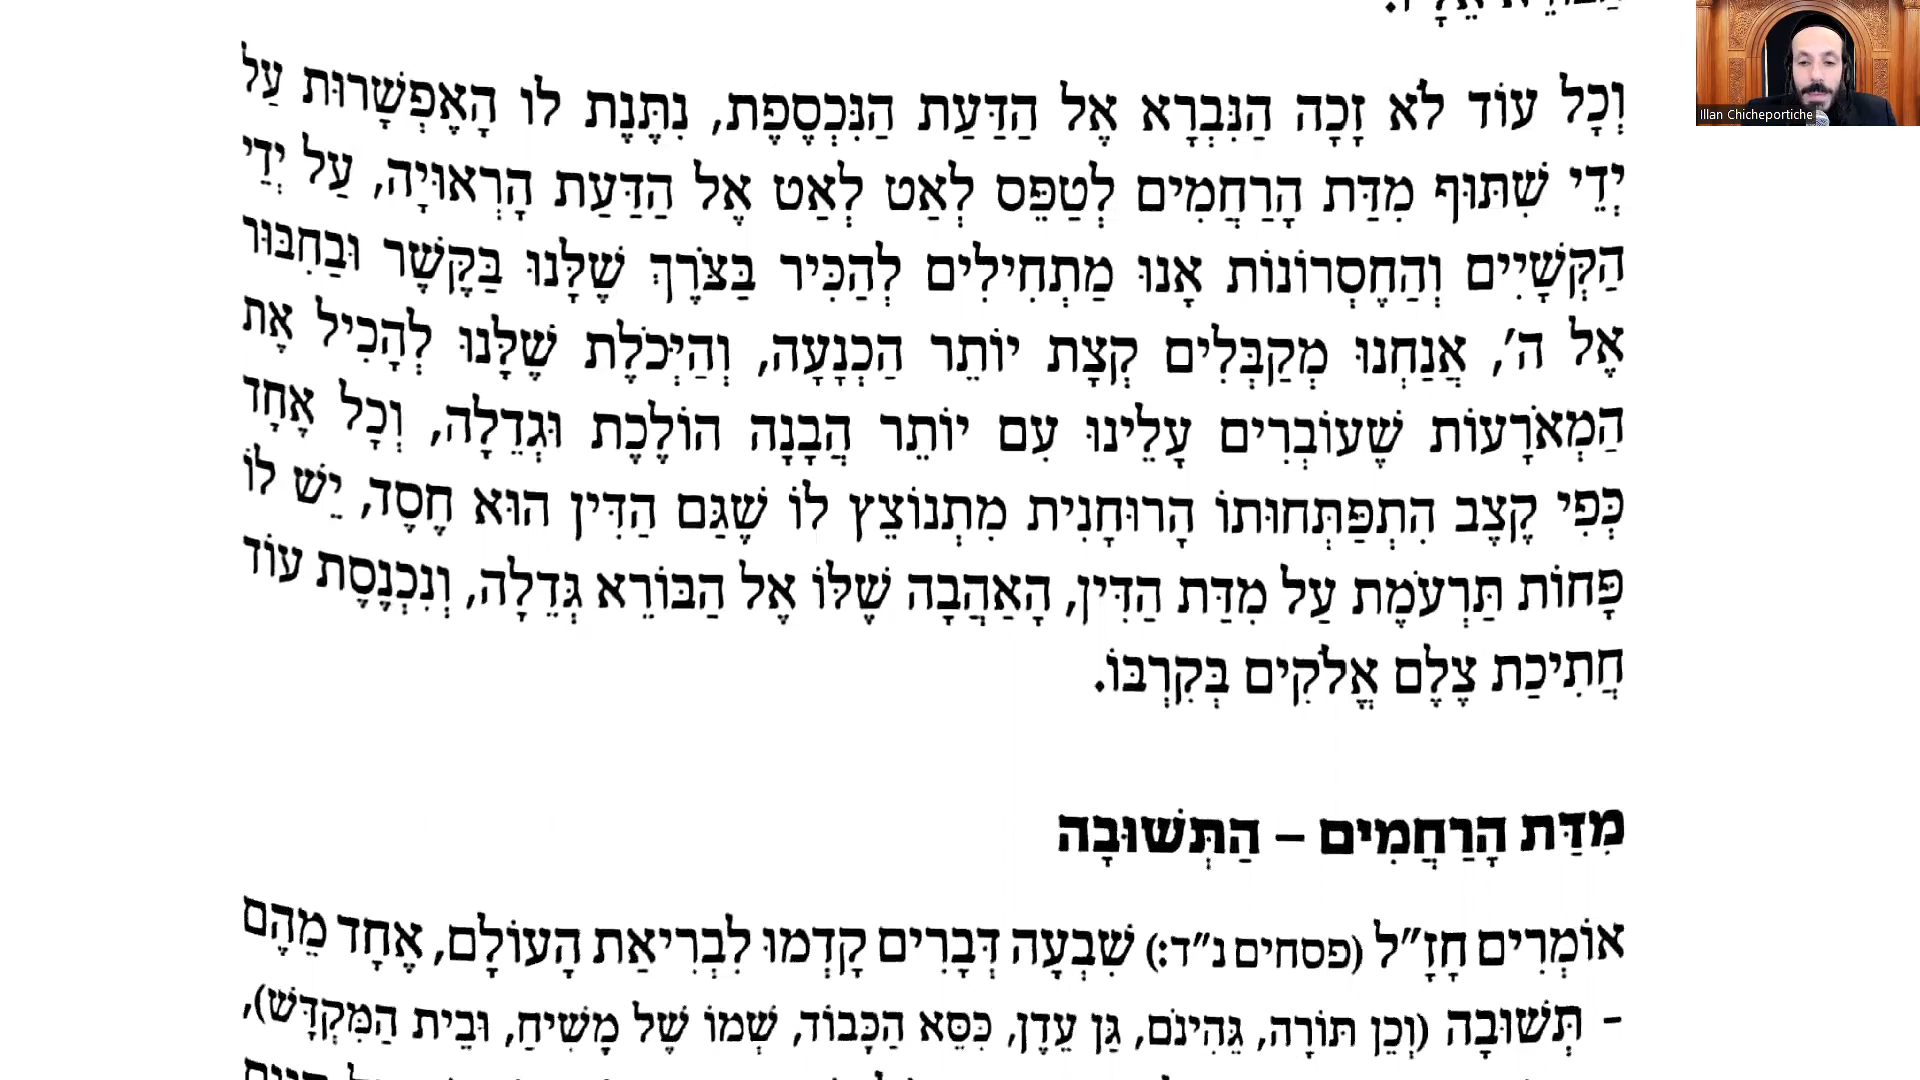 וְכָל עוֹד לֹא זָכָה הַנִּבְרָא אֶל הַדַּעַת הַנִּכְסֶפֶת, נִתֶּנֶת לוֹ הָאֶפְשָׁרוּת עַל
יְדֵי שִׁתּוּף מִדַּת הָרַחֲמִים לְטַפֵּס לְאַט לְאַט אֶל הַדַּעַת הָרְאוּיָה, עַל יְדֵי
הַקְּשָׁיִים וְהַחֶסְרוֹנוֹת אָנוּ מַתְחִילִים לְהַכִּיר בַּצֹּרֶךְ שֶׁלָּנוּ בַּקֶּשֶׁר וּבַחִבּוּר
אֶל ה', אֲנַחְנוּ מְקַבְּלִים קְצָת יוֹתֵר הַכְנָעָה, וְהַיְּכֹלֶת שֶׁלָּנוּ לְהָכִיל אֶת
הַמְּאֹרָעוֹת שֶׁעוֹבְרִים עָלֵינוּ עִם יוֹתֵר הֲבָנָה הוֹלֶכֶת וּגְדֵלָה, וְכָל אֶחָד
כְּפִי קֶצֶב הִתְפַּתְּחוּתוֹ הָרוּחָנִית מִתְנוֹצֵץ לוֹ שֶׁגַּם הַדִּין הוּא חֶסֶד, יֵשׁ לוֹ
פָּחוֹת תַּרְעֹמֶת עַל מִדַּת הַדִּין, הָאַהֲבָה שֶׁלּוֹ אֶל הַבּוֹרֵא גְּדֵלָה, וְנִכְנֶסֶת עוֹד
חֲתִיכַת צֶלֶם אֱלֹקִים בְּקִרְבּוֹ.
מִדַּת הָרַחֲמִים – הַתְּשׁוּבָה
אוֹמְרִים חֲזָ"ל (פסחים נ"ד:) שִׁבְעָה דְּבָרִים קָדְמוּ לִבְרִיאַת הָעוֹלָם, אֶחָד מֵהֶם
- תְּשׁוּבָה (וְכֵן תּוֹרָה, גֵּהִינֹם, גַּן עֵדֶן, כִּסֵּא הַכָּבוֹד, שְׁמוֹ שֶׁל מָשִׁיחַ, וּבֵית הַמִּקְדָּשׁ),
Illan Chicheportiche